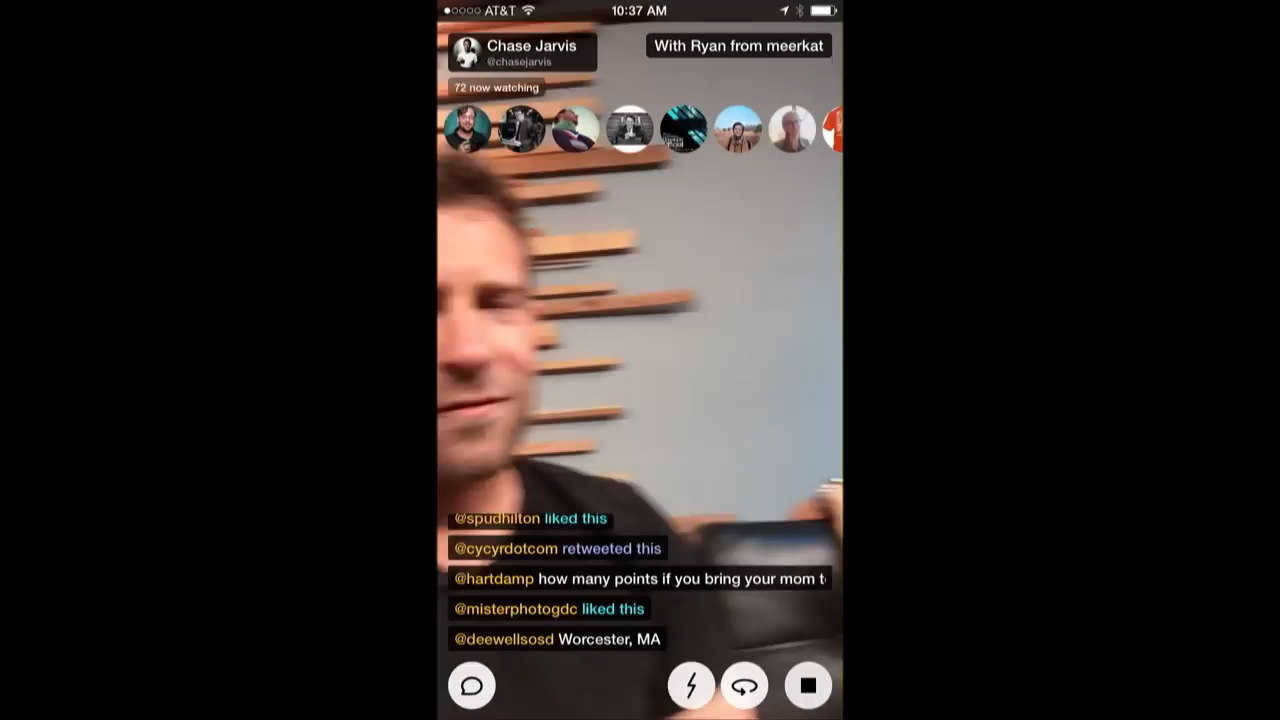 AT&T 10:37 AM
Chase Jarvis
@chasejarvis
With Ryan from meerkat
72 now watching
@spudhilton liked this
@cycyrdotcom retweeted this
@hartdamp how many points if you bring your mom t
@misterphotogdc liked this
@deewellsosd Worcester, MA